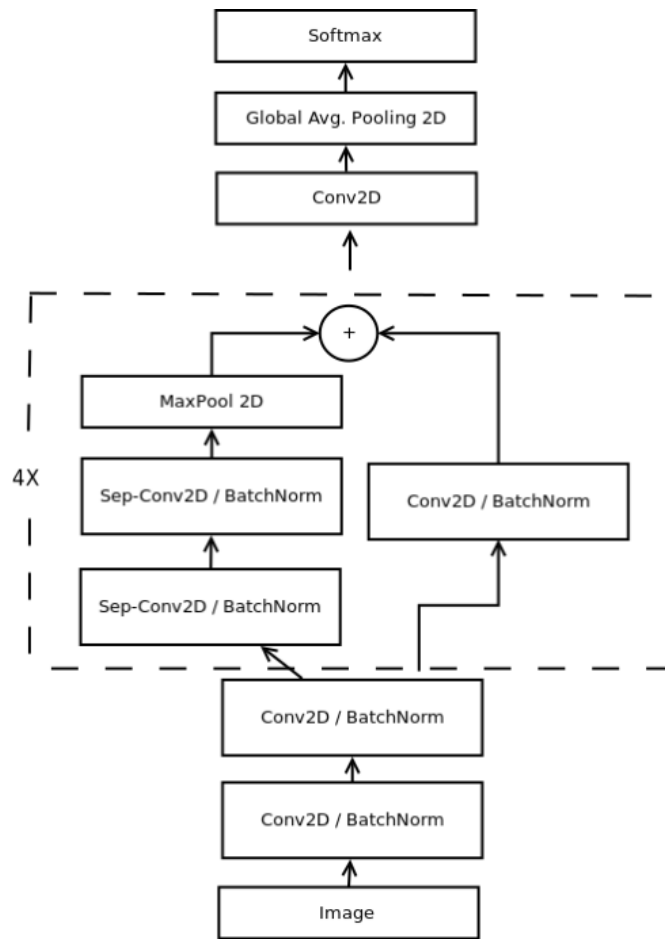 Softmax
Global Avg. Pooling 2D
Conv2D
+
MaxPool 2D
4X
Sep-Conv2D / BatchNorm
Conv2D / BatchNorm
Sep-Conv2D / BatchNorm
Conv2D / BatchNorm
Conv2D / BatchNorm
Image